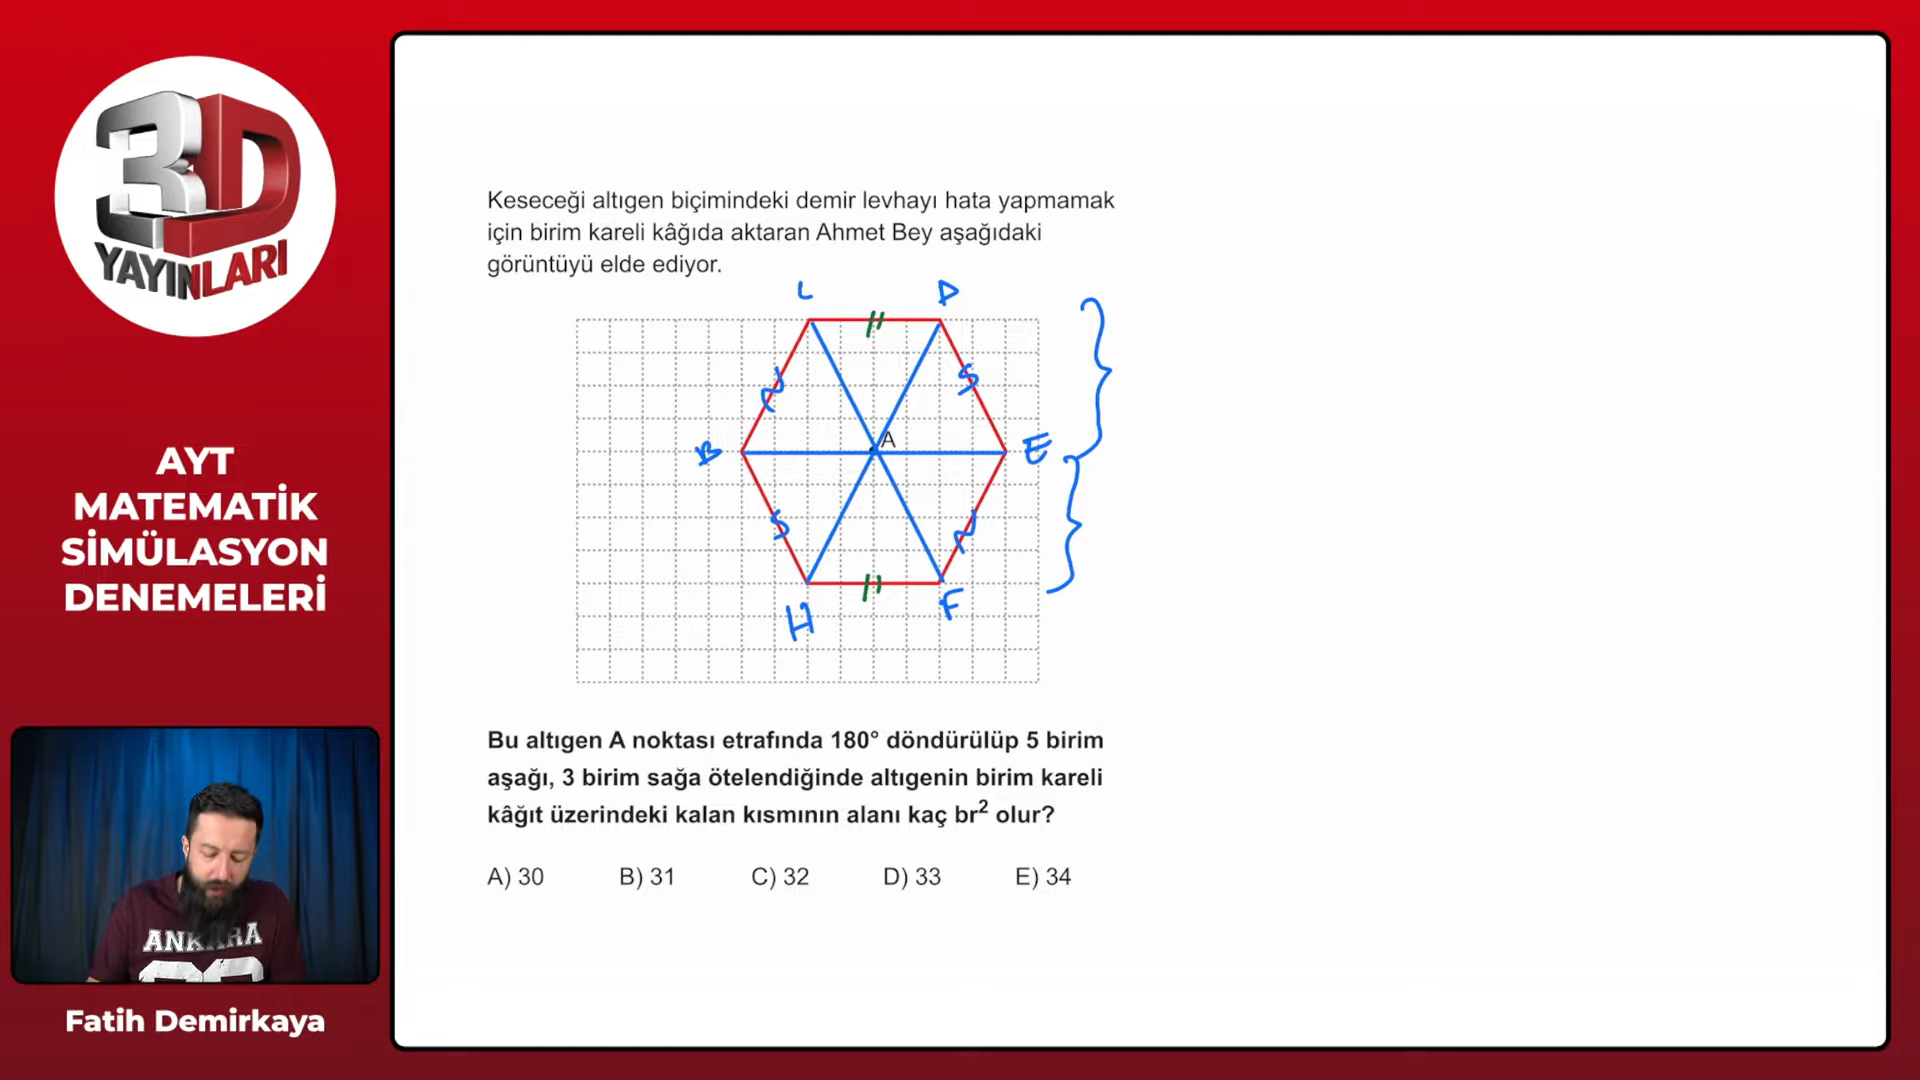 3D
YAYINLARI
AYT
MATEMATİK
SİMÜLASYON
DENEMELERİ
ANKARA
Fatih Demirkaya
Keseceği altıgen biçimindeki demir levhayı hata yapmamak
için birim kareli kâğıda aktaran Ahmet Bey aşağıdaki
görüntüyü elde ediyor.
L D
B A E
H F
Bu altıgen A noktası etrafında 180° döndürülüp 5 birim
aşağı, 3 birim sağa ötelendiğinde altıgenin birim kareli
kâğıt üzerindeki kalan kısmının alanı kaç br² olur?
A) 30 B) 31 C) 32 D) 33 E) 34